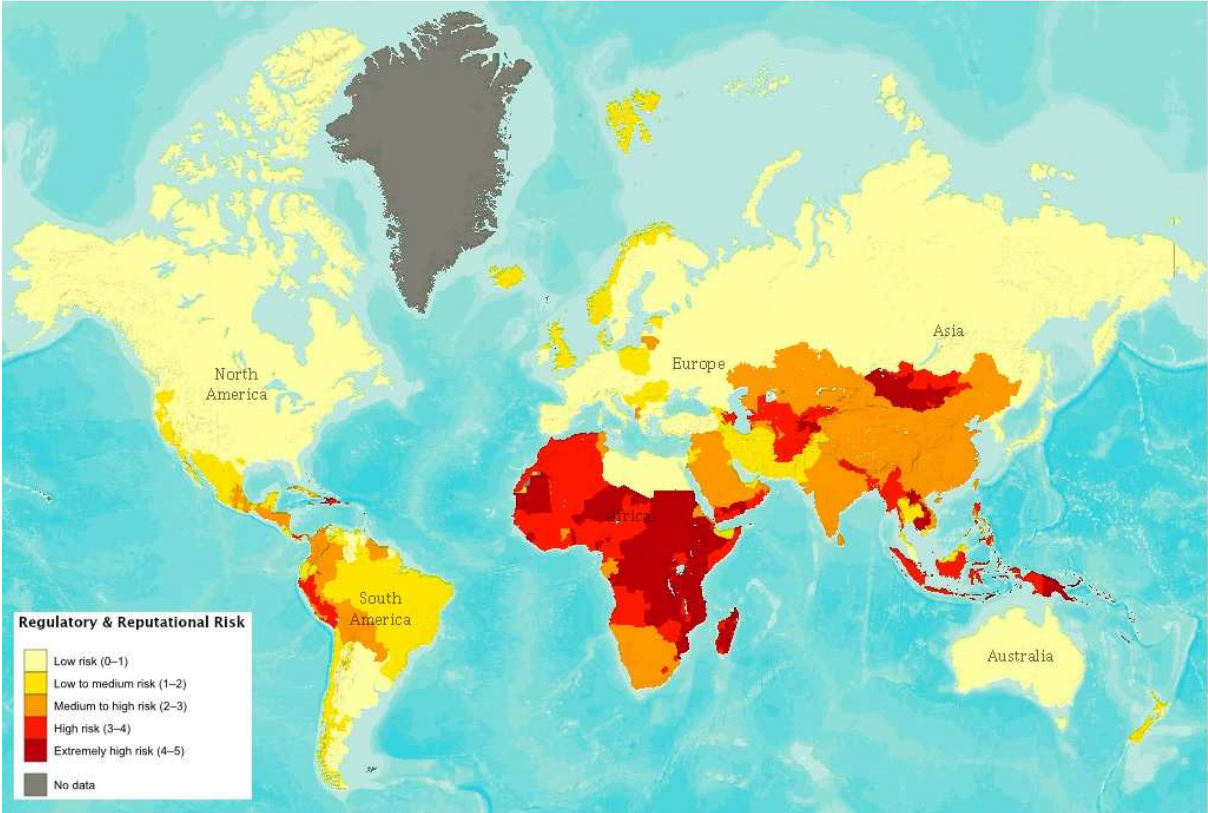 Asia
Europe
North
America
Africa
South
America
Australia
Regulatory & Reputational Risk
Low risk (0–1)
Low to medium risk (1–2)
Medium to high risk (2–3)
High risk (3–4)
Extremely high risk (4–5)
No data